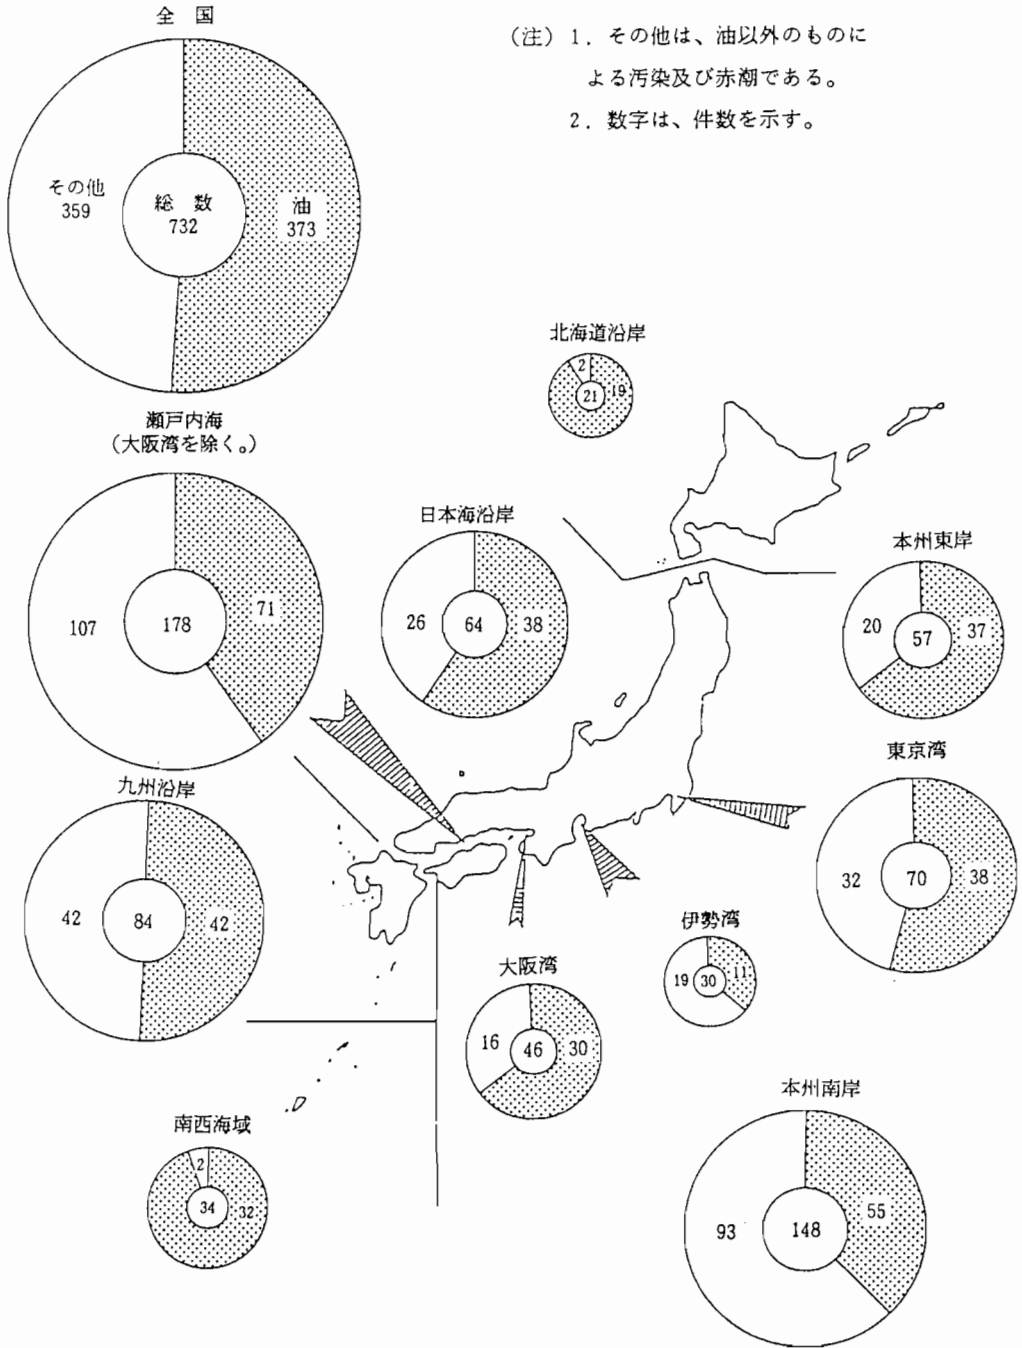 全国
(注) 1. その他は、油以外のものに
よる汚染及び赤潮である。
2. 数字は、件数を示す。
その他
359
総数
732
油
373
北海道沿岸
2
21
19
瀬戸内海
(大阪湾を除く。)
107
178
71
日本海沿岸
26
64
38
本州東岸
20
57
37
東京湾
32
70
38
九州沿岸
42
84
42
伊勢湾
19
30
11
大阪湾
16
46
30
本州南岸
93
148
55
南西海域
2
34
32